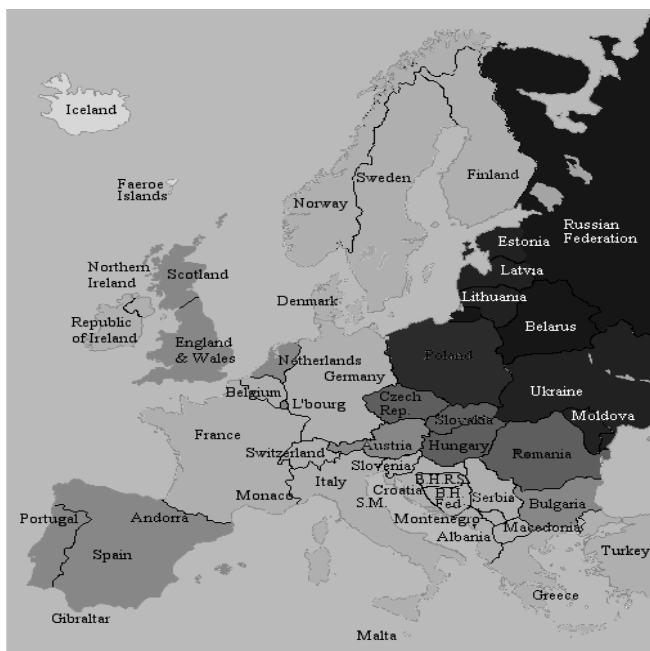 Iceland
Faeroe
Islands
Norway
Sweden
Finland
Russian
Federation
Estonia
Latvia
Lithuania
Belarus
Northern
Ireland
Scotland
Republic
of Ireland
England
& Wales
Denmark
Netherlands
Germany
Poland
Ukraine
Moldova
Belgium
L'bourg
Czech
Rep.
Slovakia
France
Switzerland
Austria
Hungary
Romania
Slovenia
Monaco
Italy
S.M.
Croatia
B.H.R.S.
B.H.
Fed.
Serbia
Bulgaria
Montenegro
Macedonia
Albania
Portugal
Andorra
Spain
Turkey
Greece
Gibraltar
Malta